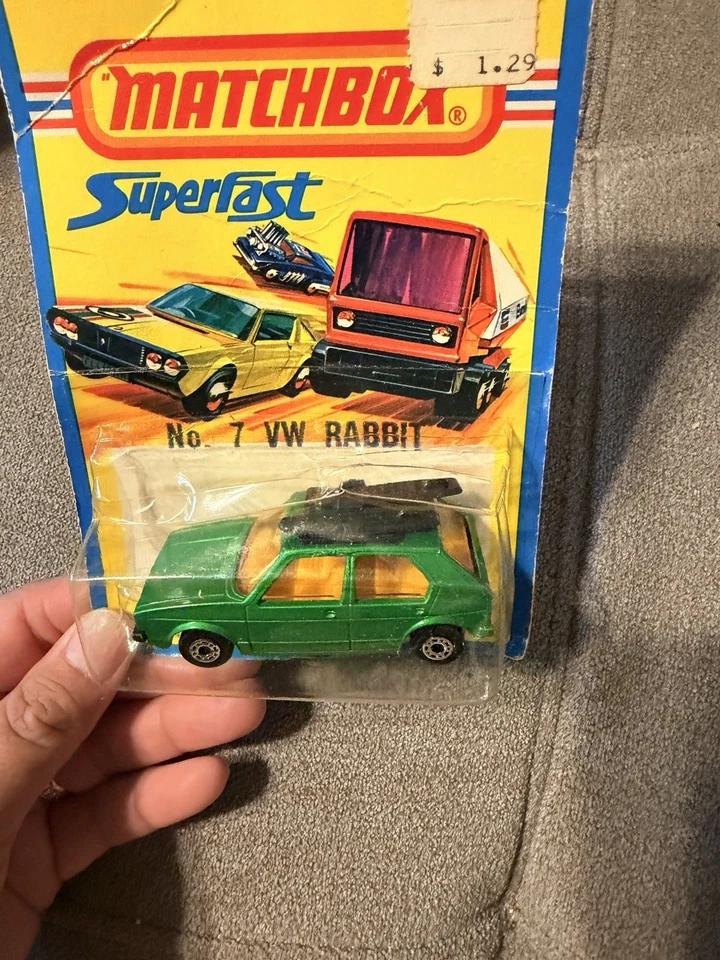 $ 1.29
"MATCHBOX"®
Superfast
No. 7 VW RABBIT